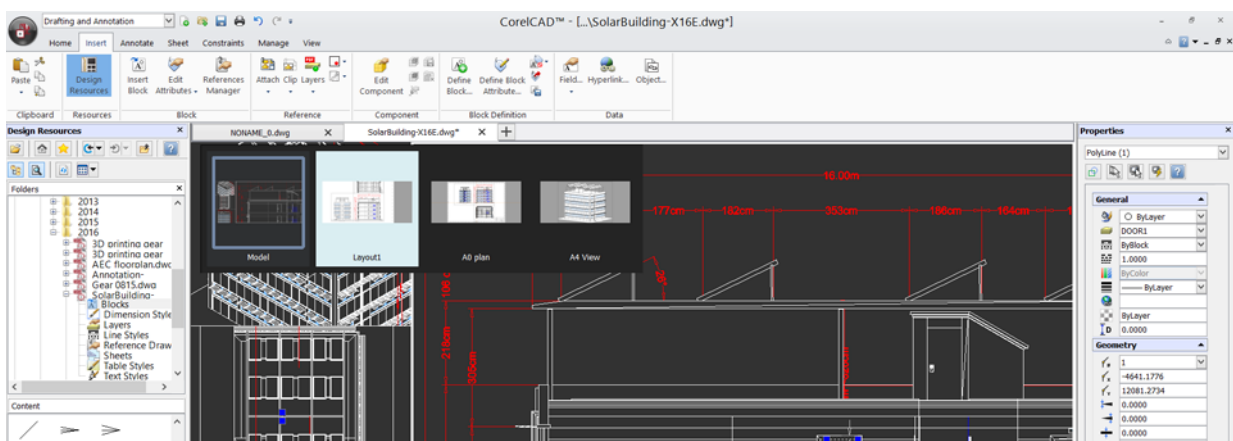 Drafting and Annotation
CorelCAD™ - [...\SolarBuilding-X16E.dwg*]
Home Insert Annotate Sheet Constraints Manage View
Paste Design Resources Insert Block Edit Attributes References Manager Attach Clip Layers Edit Component Define Block... Define Block Attribute... Field... Hyperlink... Object...
Clipboard Resources Block Reference Component Block Definition Data
Design Resources
NONAME_0.dwg
SolarBuilding-X16E.dwg*
Properties
PolyLine (1)
Folders
2013
2014
2015
2016
3D printing gear
3D printing gear
AEC floorplan.dwg
Annotation-
Gear 0815.dwg
SolarBuilding-
Blocks
Dimension Style
Layers
Line Styles
Reference Draw
Sheets
Table Styles
Text Styles
Content
Model
Layout1
A0 plan
A4 View
16.00m
177cm 182cm 353cm 186cm 164cm
218cm
305cm
General
ByLayer
DOOR1
ByBlock
1.0000
ByColor
ByLayer
ByLayer
0.0000
Geometry
1
-4641.1776
12081.2734
0.0000
0.0000
0.0000